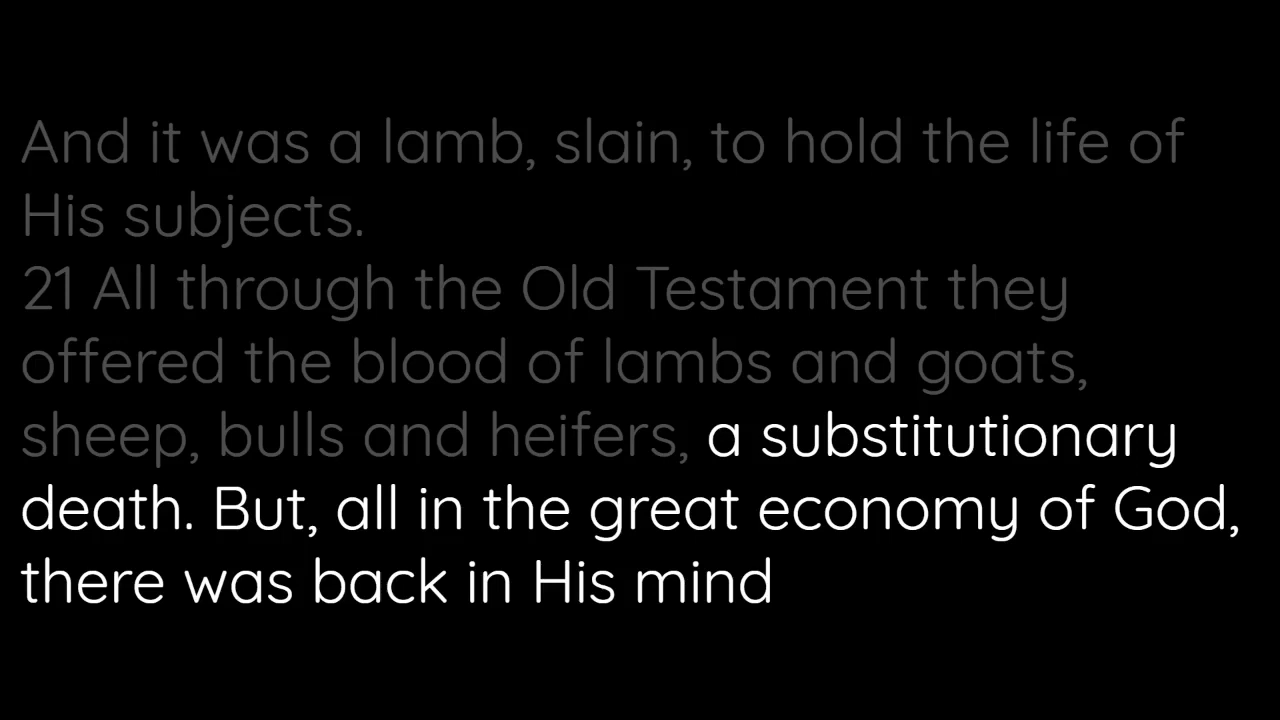 And it was a lamb, slain, to hold the life of
His subjects.
21 All through the Old Testament they
offered the blood of lambs and goats,
sheep, bulls and heifers, a substitutionary
death. But, all in the great economy of God,
there was back in His mind